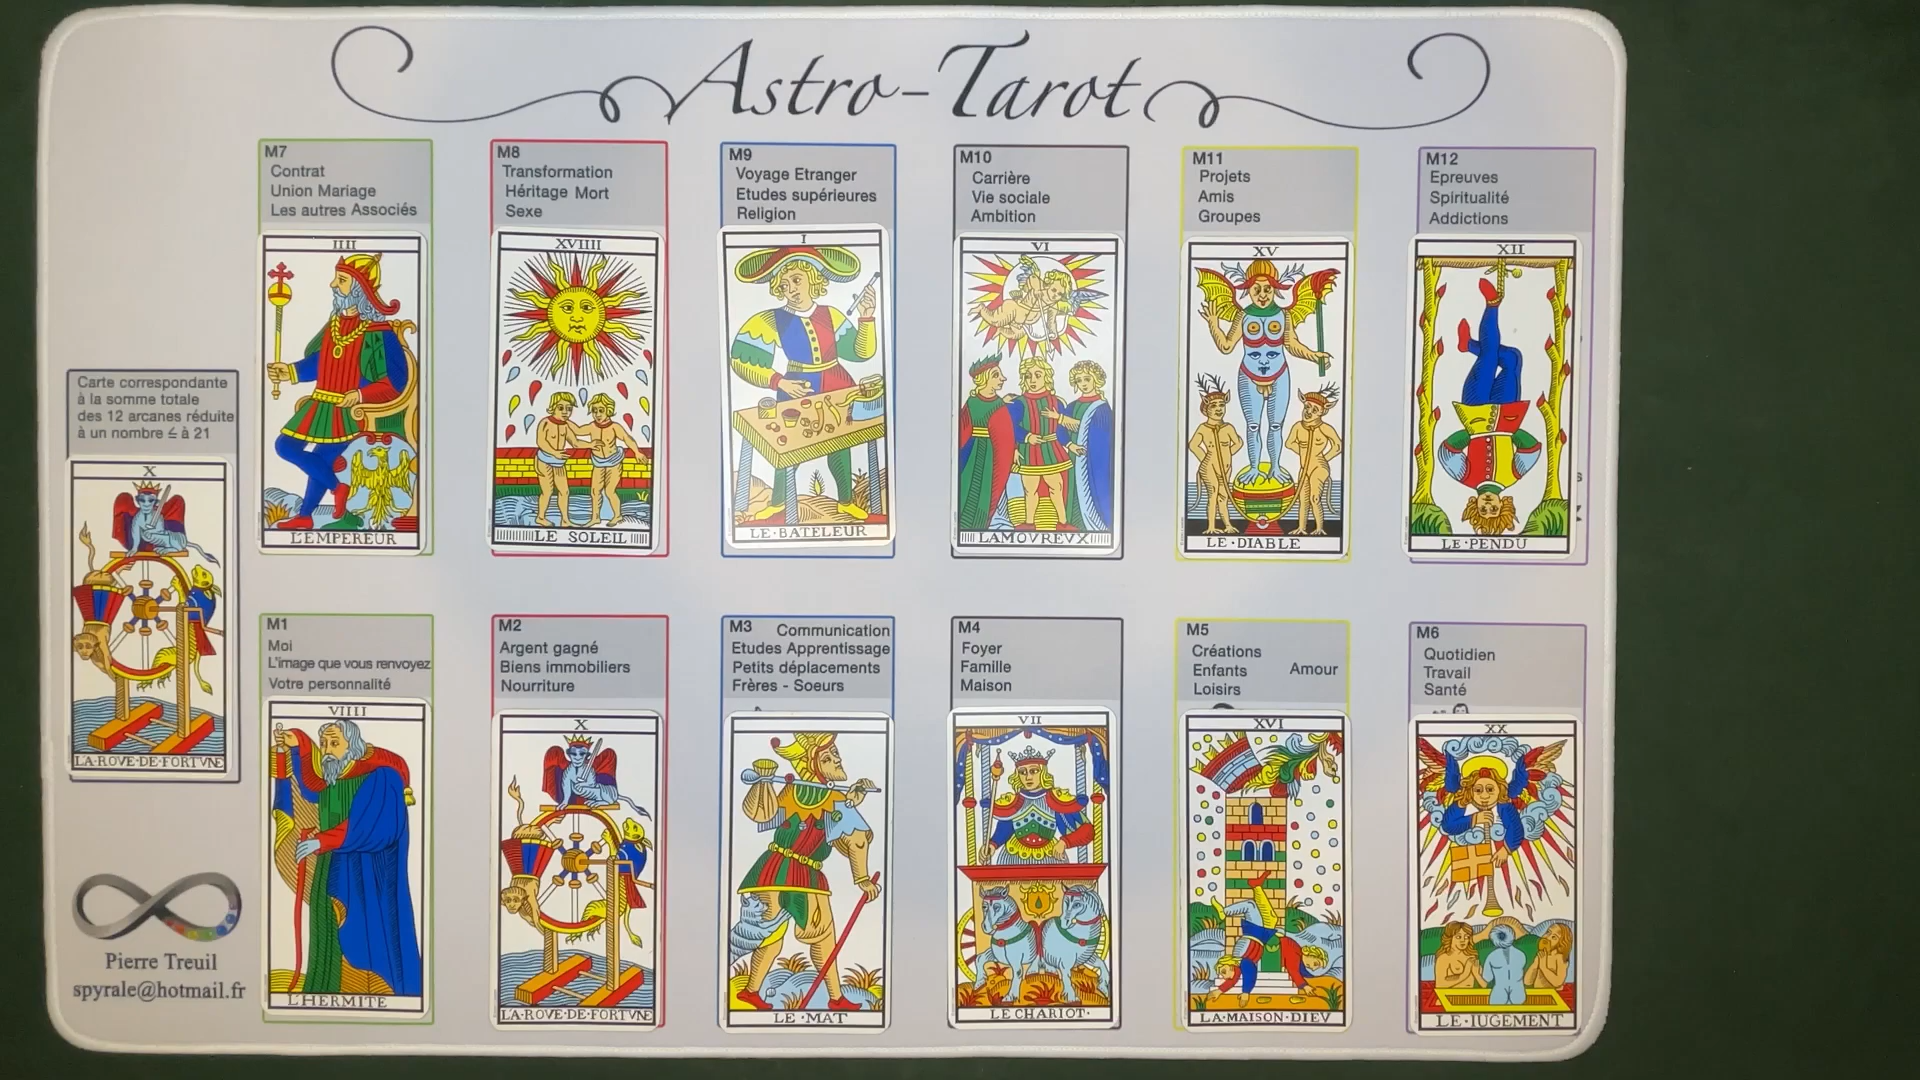 Astro-Tarot
M7
Contrat
Union Mariage
Les autres Associés
IIII
L'EMPEREUR
M8
Transformation
Héritage Mort
Sexe
XVIIII
LE SOLEIL
M9
Voyage Etranger
Etudes supérieures
Religion
I
LE·BATELEUR
M10
Carrière
Vie sociale
Ambition
VI
LAMOVREVX
M11
Projets
Amis
Groupes
XV
LE·DIABLE
M12
Epreuves
Spiritualité
Addictions
XII
LE·PENDU
Carte correspondante
à la somme totale
des 12 arcanes réduite
à un nombre ≤ à 21
X
LA·ROVE·DE·FORTVNE
M1
Moi
L'image que vous renvoyez
Votre personnalité
VIIII
L'HERMITE
M2
Argent gagné
Biens immobiliers
Nourriture
X
LA·ROVE·DE·FORTVNE
M3 Communication
Etudes Apprentissage
Petits déplacements
Frères - Soeurs
LE·MAT
M4
Foyer
Famille
Maison
VII
LE CHARIOT·
M5
Créations
Enfants Amour
Loisirs
XVI
LA·MAISON·DIEV
M6
Quotidien
Travail
Santé
XX
LE·IUGEMENT
Pierre Treuil
spyrale@hotmail.fr